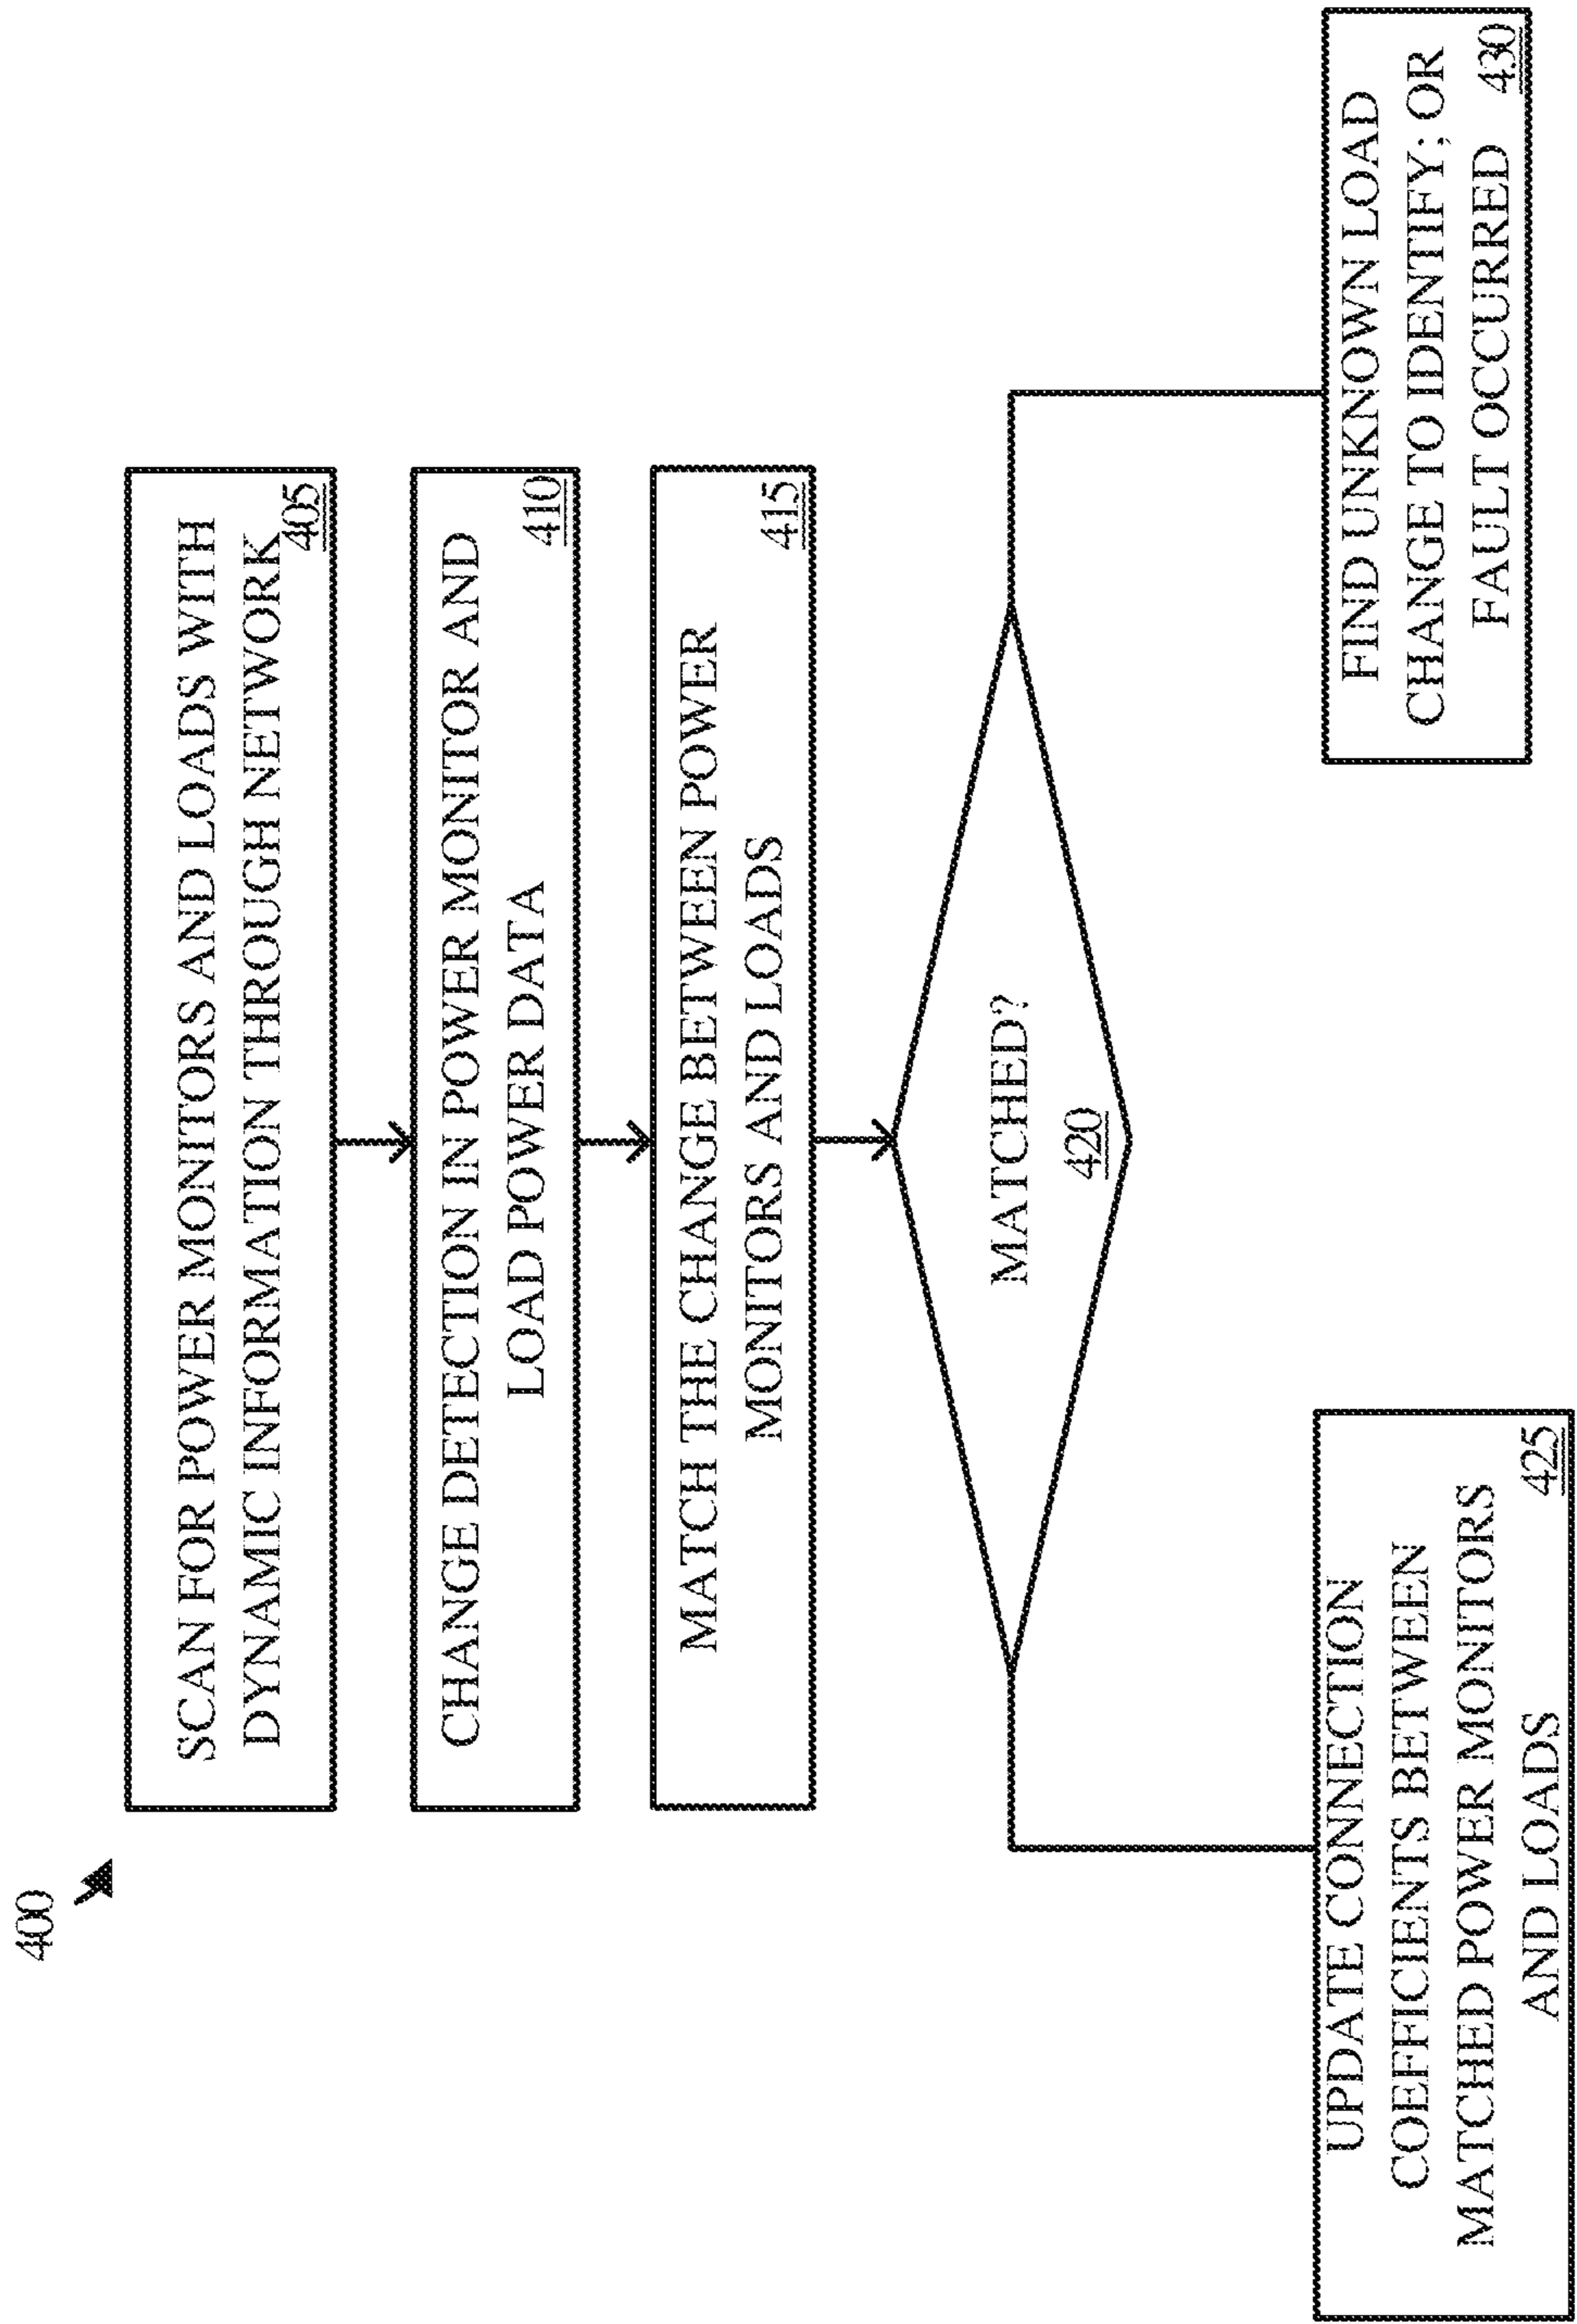 400
SCAN FOR POWER MONITORS AND LOADS WITH
DYNAMIC INFORMATION THROUGH NETWORK
405
CHANGE DETECTION IN POWER MONITOR AND
LOAD POWER DATA
410
MATCH THE CHANGE BETWEEN POWER
MONITORS AND LOADS
415
MATCHED?
420
UPDATE CONNECTION
COEFFICIENTS BETWEEN
MATCHED POWER MONITORS
AND LOADS
425
FIND UNKNOWN LOAD
CHANGE TO IDENTIFY; OR
FAULT OCCURRED
430